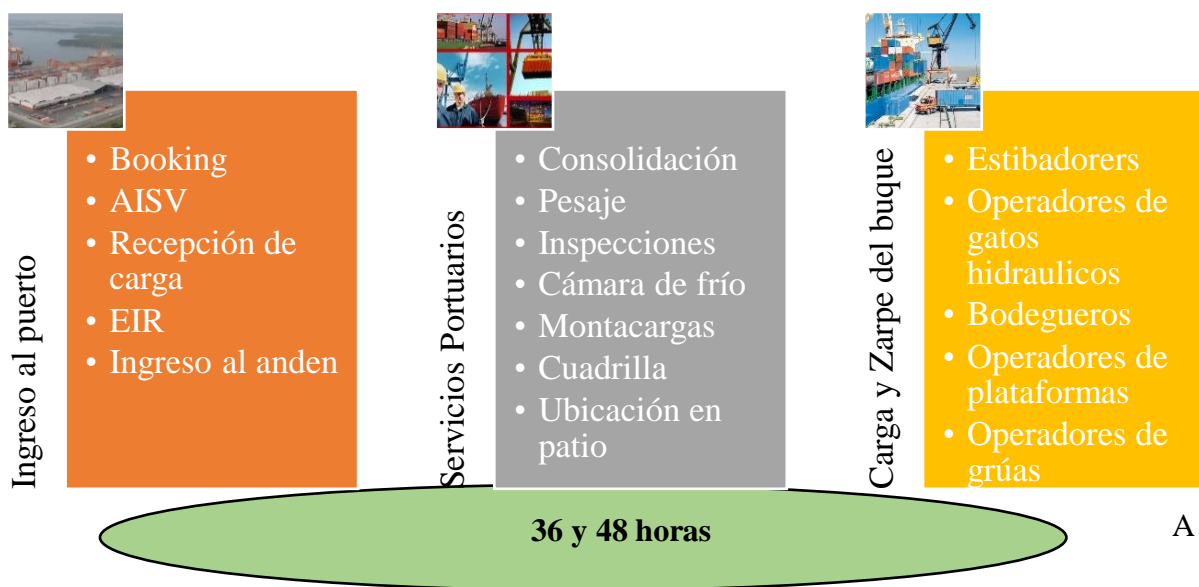 Ingreso al puerto
• Booking
• AISV
• Recepción de
carga
• EIR
• Ingreso al anden
Servicios Portuarios
• Consolidación
• Pesaje
• Inspecciones
• Cámara de frío
• Montacargas
• Cuadrilla
• Ubicación en
patio
Carga y Zarpe del buque
• Estibadorers
• Operadores de
gatos
hidraulicos
• Bodegueros
• Operadores de
plataformas
• Operadores de
grúas
36 y 48 horas
A